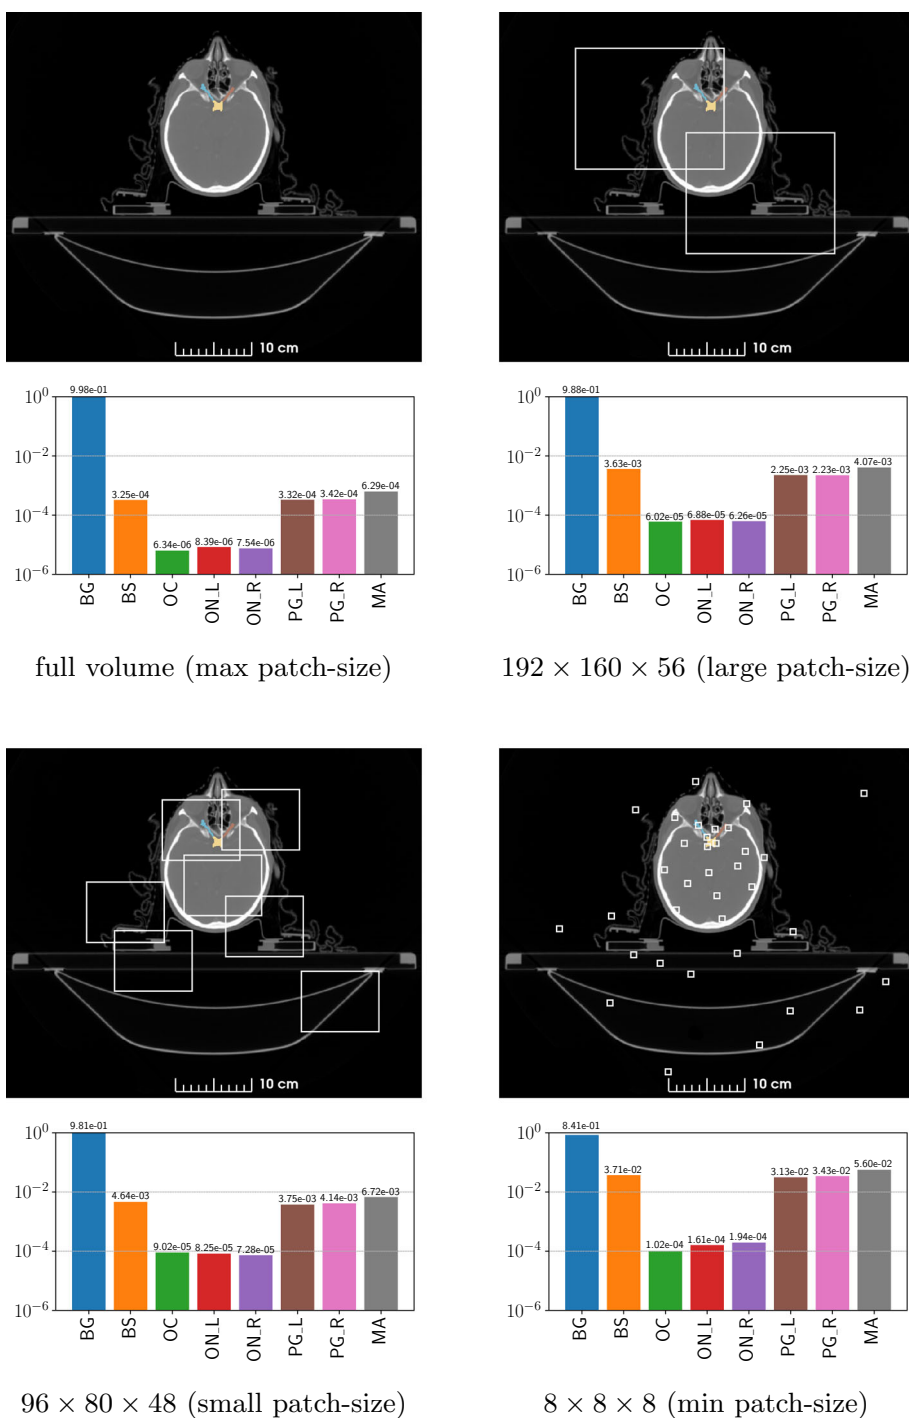 10 cm
10 cm
10⁰
10⁻²
10⁻⁴
10⁻⁶
9.98e-01
3.25e-04
6.34e-06
8.39e-06
7.54e-06
3.32e-04
3.42e-04
6.29e-04
BG
BS
OC
ON_L
ON_R
PG_L
PG_R
MA
10⁰
10⁻²
10⁻⁴
10⁻⁶
9.88e-01
3.63e-03
6.02e-05
6.88e-05
6.26e-05
2.25e-03
2.23e-03
4.07e-03
BG
BS
OC
ON_L
ON_R
PG_L
PG_R
MA
full volume (max patch-size)
192 × 160 × 56 (large patch-size)
10 cm
10 cm
10⁰
10⁻²
10⁻⁴
10⁻⁶
9.81e-01
4.64e-03
9.02e-05
8.25e-05
7.28e-05
3.75e-03
4.14e-03
6.72e-03
BG
BS
OC
ON_L
ON_R
PG_L
PG_R
MA
10⁰
10⁻²
10⁻⁴
10⁻⁶
8.41e-01
3.71e-02
1.02e-04
1.61e-04
1.94e-04
3.13e-02
3.43e-02
5.60e-02
BG
BS
OC
ON_L
ON_R
PG_L
PG_R
MA
96 × 80 × 48 (small patch-size)
8 × 8 × 8 (min patch-size)